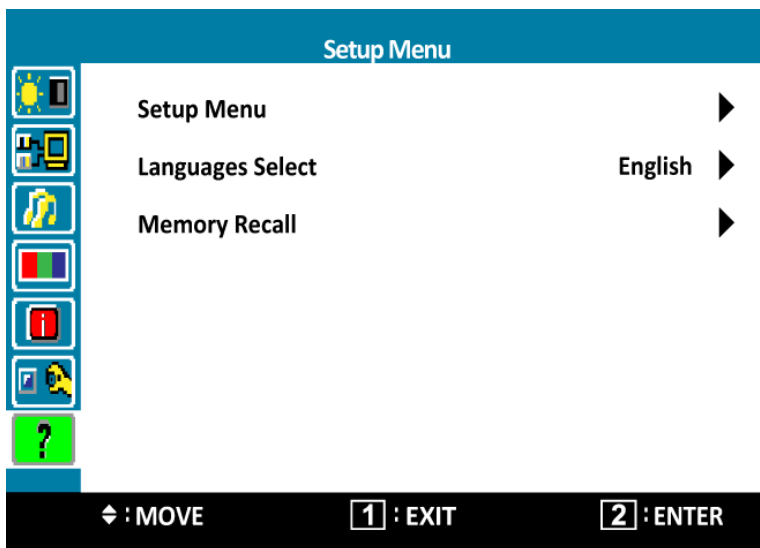 Setup Menu
Setup Menu
Languages Select English
Memory Recall
i
?
: MOVE 1 : EXIT 2 : ENTER